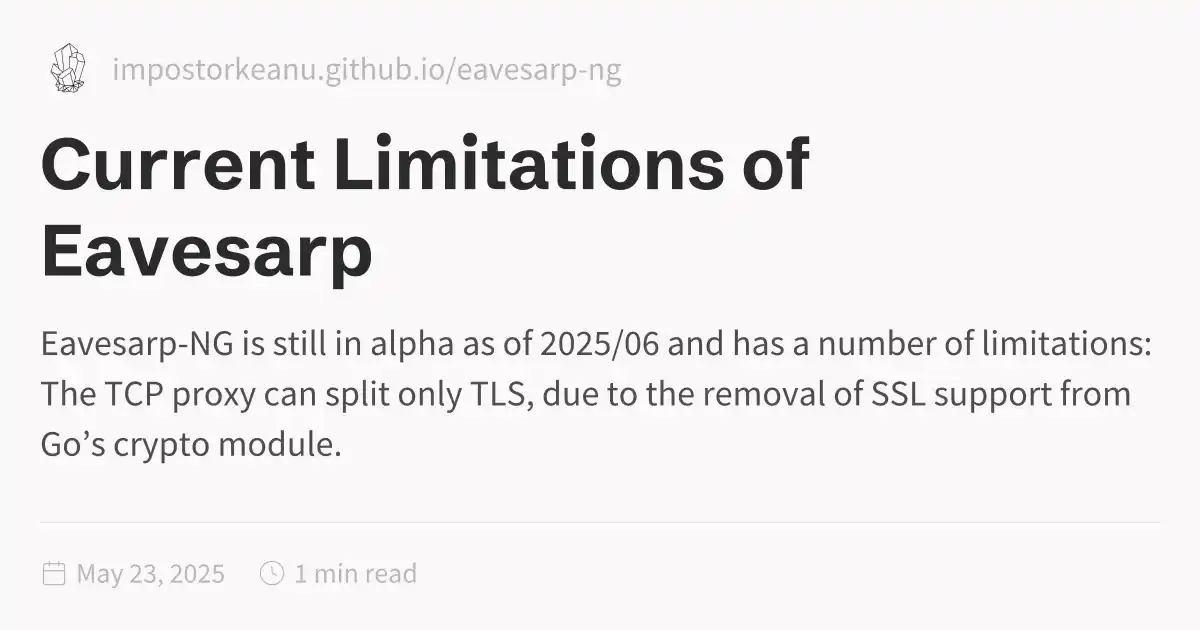 impostorkeanu.github.io/eavesarp-ng
Current Limitations of
Eavesarp
Eavesarp-NG is still in alpha as of 2025/06 and has a number of limitations:
The TCP proxy can split only TLS, due to the removal of SSL support from
Go’s crypto module.
May 23, 2025 1 min read